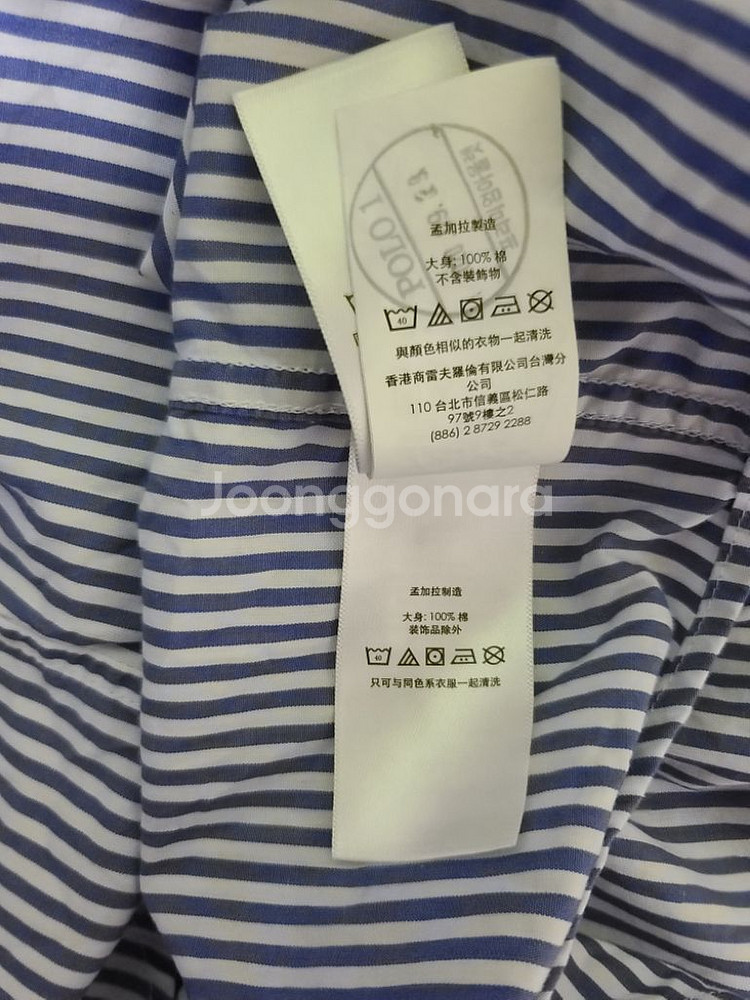 POLO 1
孟加拉製造
大身: 100% 棉
不含裝飾物
40
與顏色相似的衣物一起清洗
香港商雷夫羅倫有限公司台灣分
公司
110 台北市信義區松仁路
97號9樓之2
(886) 2 8729 2288
Joonggonara
孟加拉制造
大身: 100% 棉
装饰品除外
40
只可与同色系衣服一起清洗